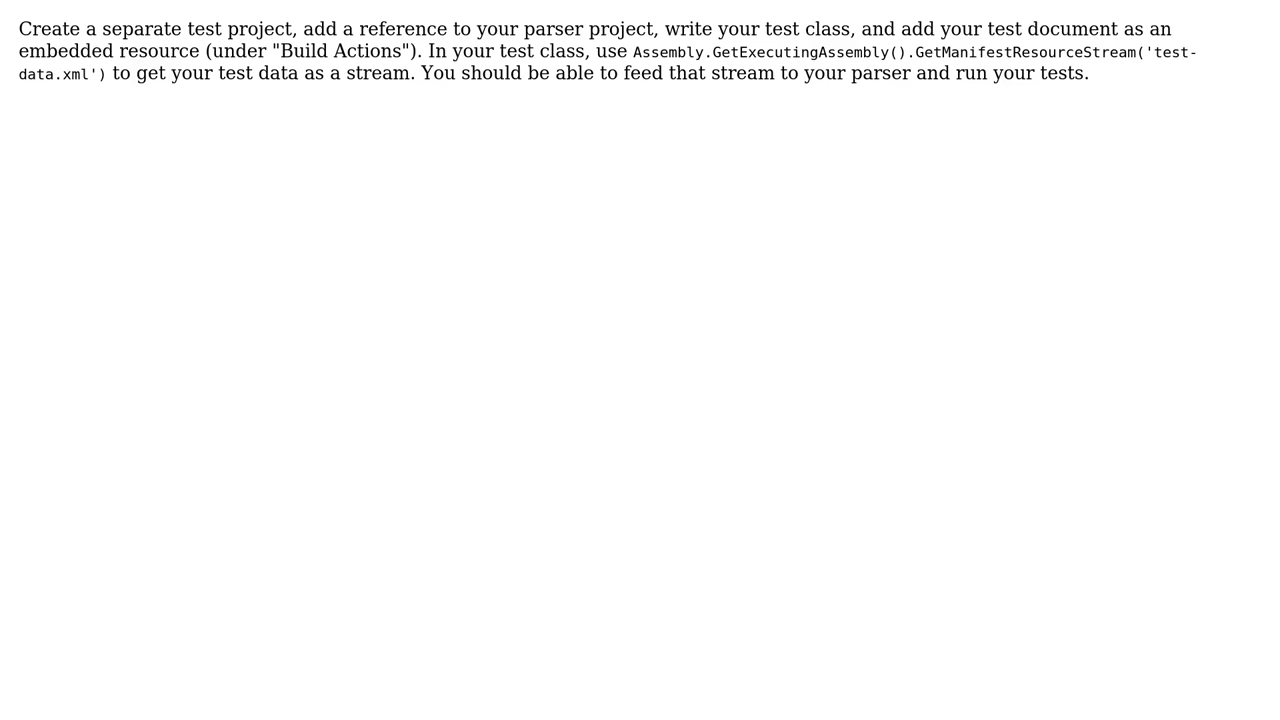 Create a separate test project, add a reference to your parser project, write your test class, and add your test document as an
embedded resource (under "Build Actions"). In your test class, use Assembly.GetExecutingAssembly().GetManifestResourceStream('test-
data.xml') to get your test data as a stream. You should be able to feed that stream to your parser and run your tests.